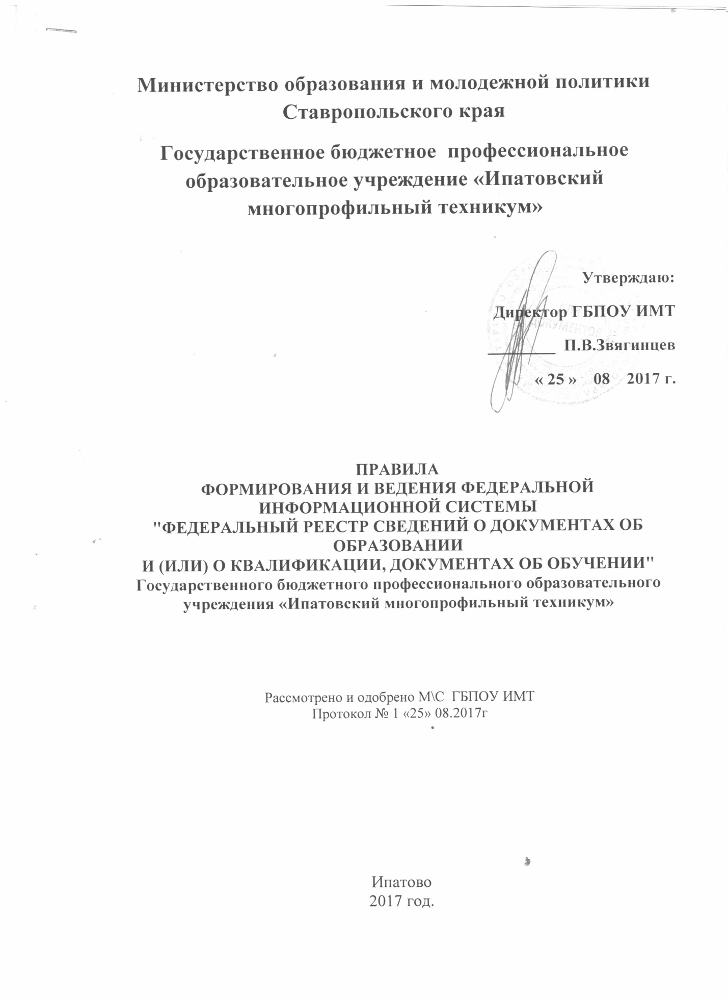 Министерство образования и молодежной политики
Ставропольского края
Государственное бюджетное профессиональное
образовательное учреждение «Ипатовский
многопрофильный техникум»
Утверждаю:
Директор ГБПОУ ИМТ
П.В.Звягинцев
« 25 » 08 2017 г.
ДОКУМЕНТОВ
ПРАВИЛА
ФОРМИРОВАНИЯ И ВЕДЕНИЯ ФЕДЕРАЛЬНОЙ
ИНФОРМАЦИОННОЙ СИСТЕМЫ
"ФЕДЕРАЛЬНЫЙ РЕЕСТР СВЕДЕНИЙ О ДОКУМЕНТАХ ОБ
ОБРАЗОВАНИИ
И (ИЛИ) О КВАЛИФИКАЦИИ, ДОКУМЕНТАХ ОБ ОБУЧЕНИИ"
Государственного бюджетного профессионального образовательного
учреждения «Ипатовский многопрофильный техникум»
Рассмотрено и одобрено М\С ГБПОУ ИМТ
Протокол № 1 «25» 08.2017г
Ипатово
2017 год.